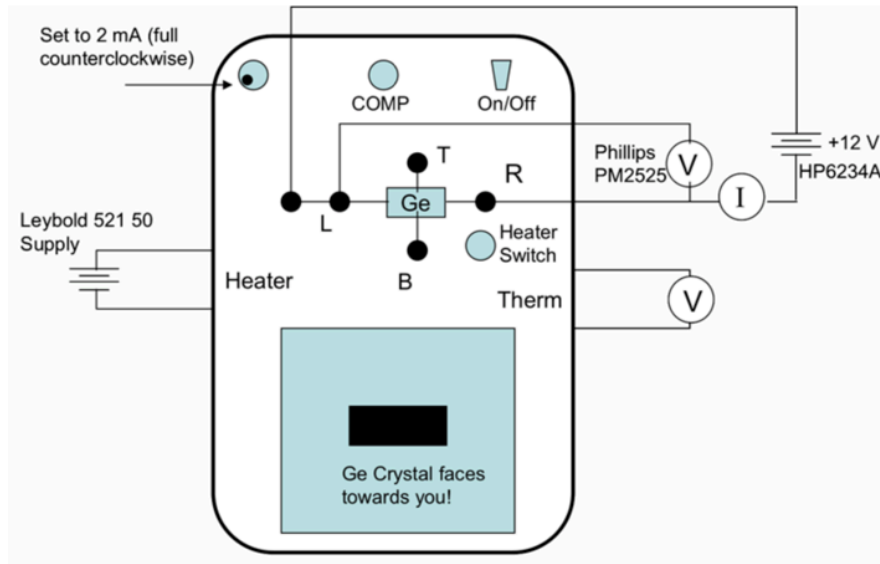 Set to 2 mA (full
counterclockwise)
COMP
On/Off
Phillips
PM2525
V
+12 V
HP6234A
T
R
I
L
Ge
Leybold 521 50
Supply
Heater
Switch
Heater
B
Therm
V
Ge Crystal faces
towards you!